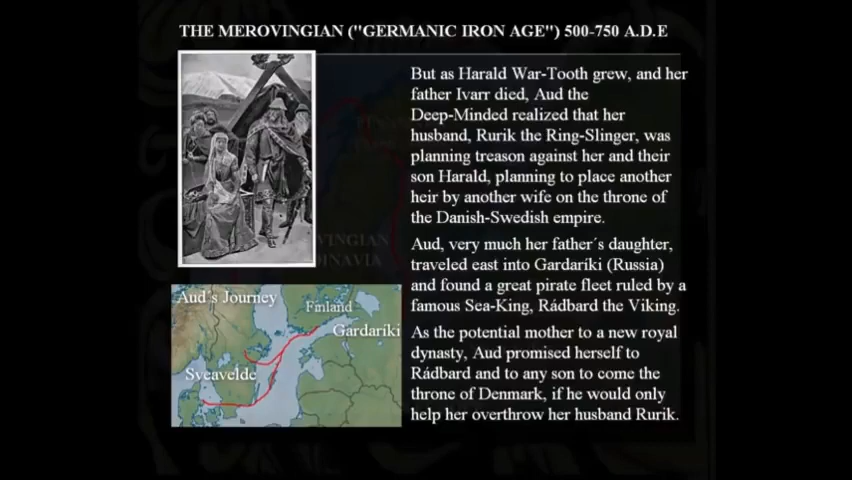 THE MEROVINGIAN ("GERMANIC IRON AGE") 500-750 A.D.E
But as Harald War-Tooth grew, and her
father Ivarr died, Aud the
Deep-Minded realized that her
husband, Rurik the Ring-Slinger, was
planning treason against her and their
son Harald, planning to place another
heir by another wife on the throne of
the Danish-Swedish empire.
Aud, very much her father´s daughter,
traveled east into Gardaríki (Russia)
and found a great pirate fleet ruled by a
famous Sea-King, Rádbard the Viking.
As the potential mother to a new royal
dynasty, Aud promised herself to
Rádbard and to any son to come the
throne of Denmark, if he would only
help her overthrow her husband Rurik.
VINGIAN
DINAVIA
Aud´s Journey
Finland
Gardaríki
Sveavelde